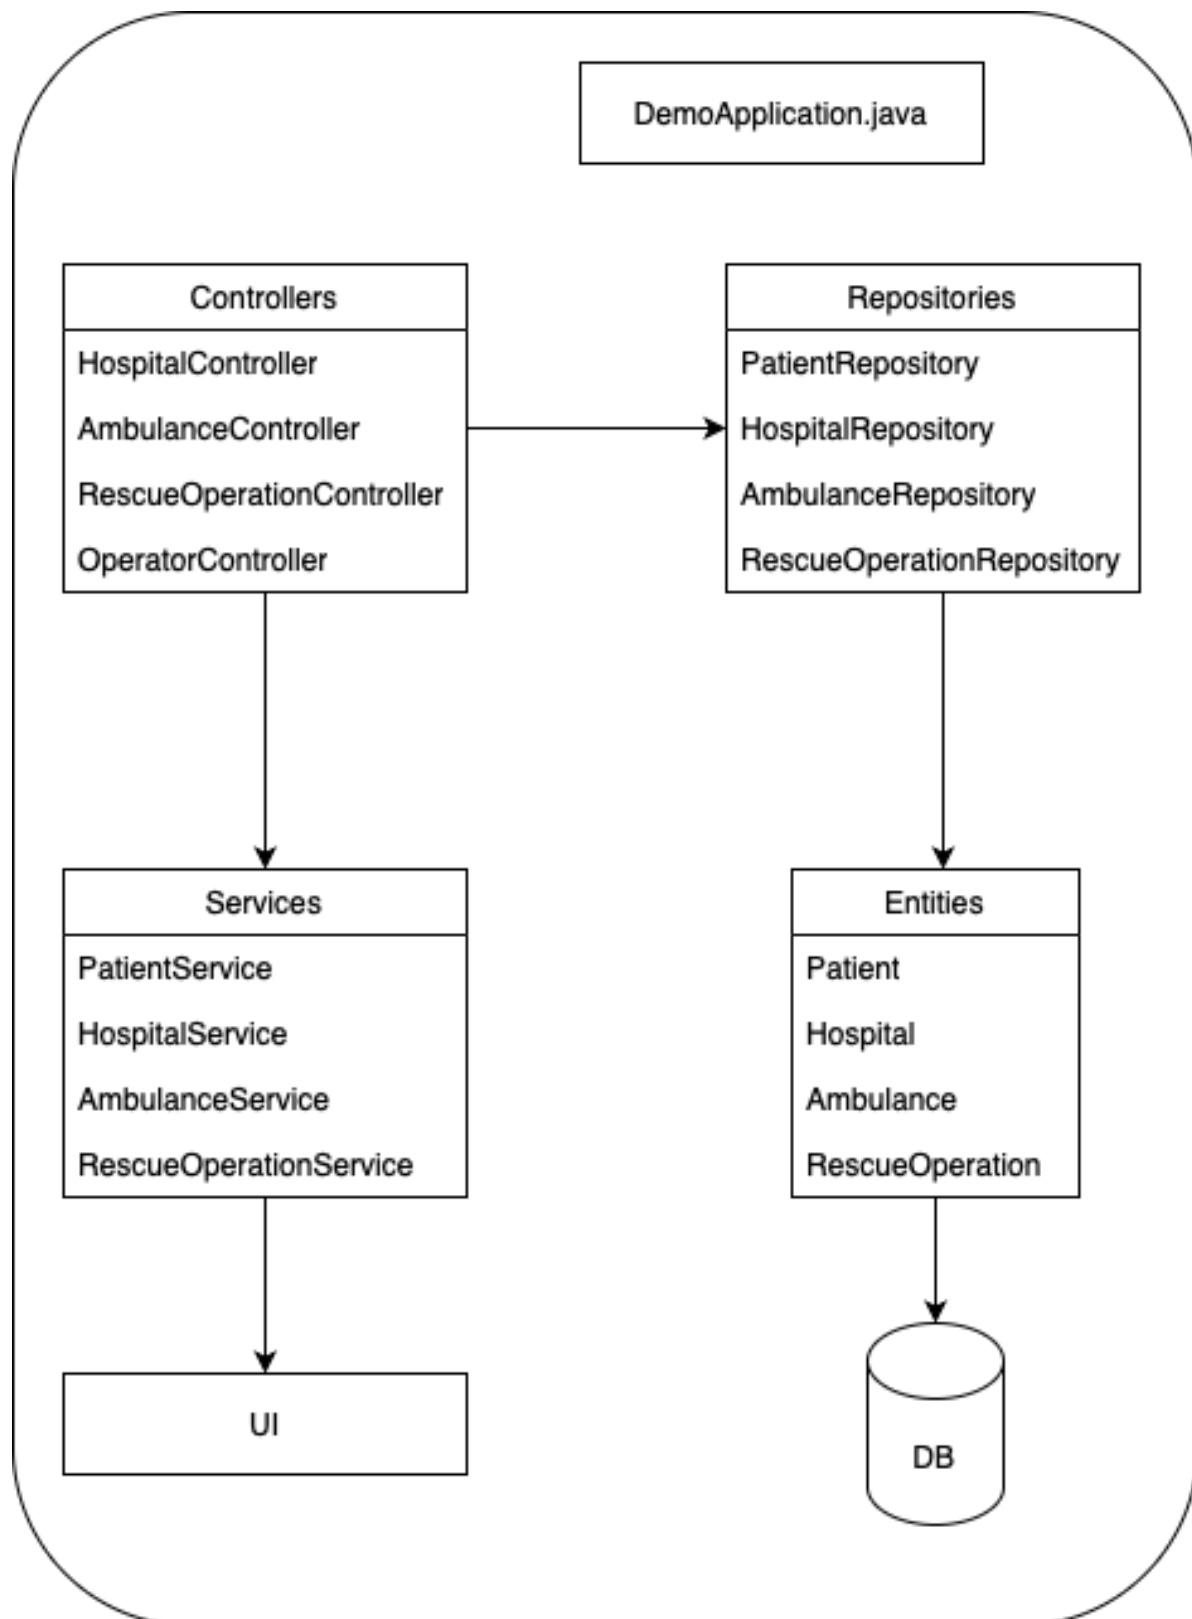 DemoApplication.java
Controllers
HospitalController
AmbulanceController
RescueOperationController
OperatorController
Repositories
PatientRepository
HospitalRepository
AmbulanceRepository
RescueOperationRepository
Services
PatientService
HospitalService
AmbulanceService
RescueOperationService
Entities
Patient
Hospital
Ambulance
RescueOperation
UI
DB